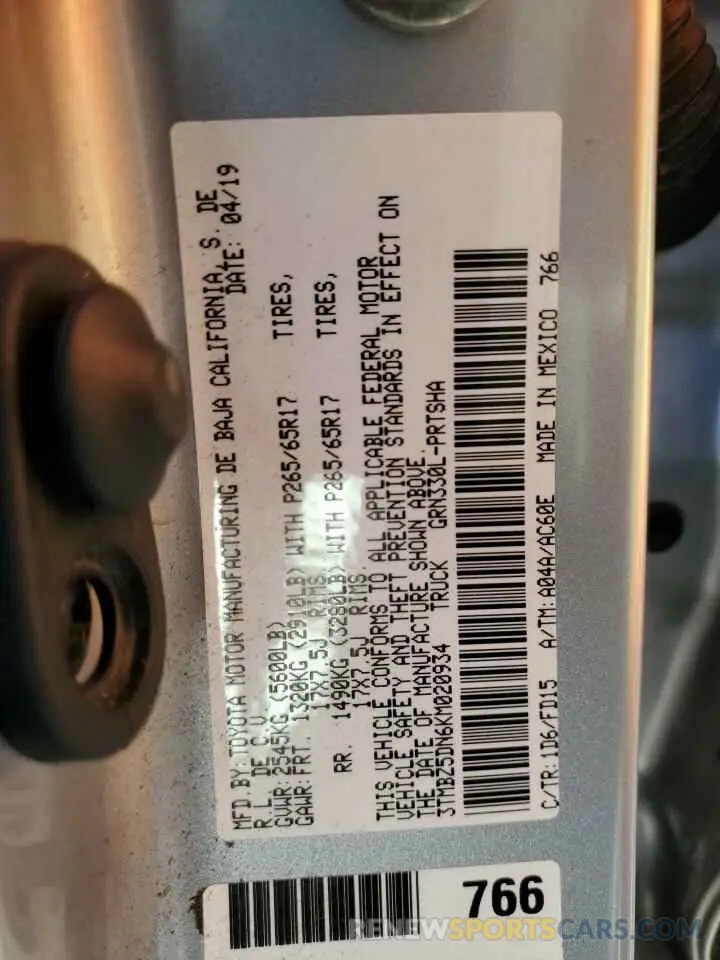 MFD.BY:TOYOTA MOTOR MANUFACTURING DE BAJA CALIFORNIA, S. DE
R.L. DE C.V. DATE: 04/19
GVWR:2545KG (5600LB)
GAWR:FRT. 1320KG (2910LB) WITH P265/65R17 TIRES,
17X7.5J RIMS.
RR. 1490KG (3280LB) WITH P265/65R17 TIRES,
17X7.5J RIMS.
THIS VEHICLE CONFORMS TO ALL APPLICABLE FEDERAL MOTOR
VEHICLE SAFETY AND THEFT PREVENTION STANDARDS IN EFFECT ON
THE DATE OF MANUFACTURE SHOWN ABOVE.
3TMBZ5DN6KM020934 TRUCK GRN330L-PRTSHA
C/TR:1D6/FD15 A/TM:A04A/AC60E MADE IN MEXICO 766
766
RENEWSPORTSCARS.COM